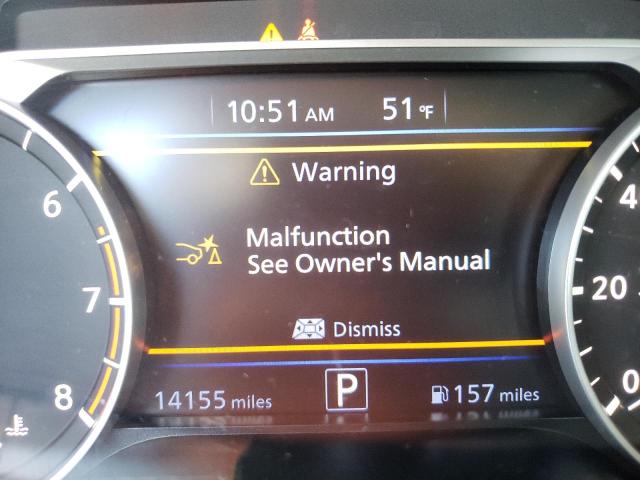 10:51 AM 51 °F
Warning
Malfunction
See Owner's Manual
Dismiss
14155 miles P 157 miles
6
7
8
4
20
0